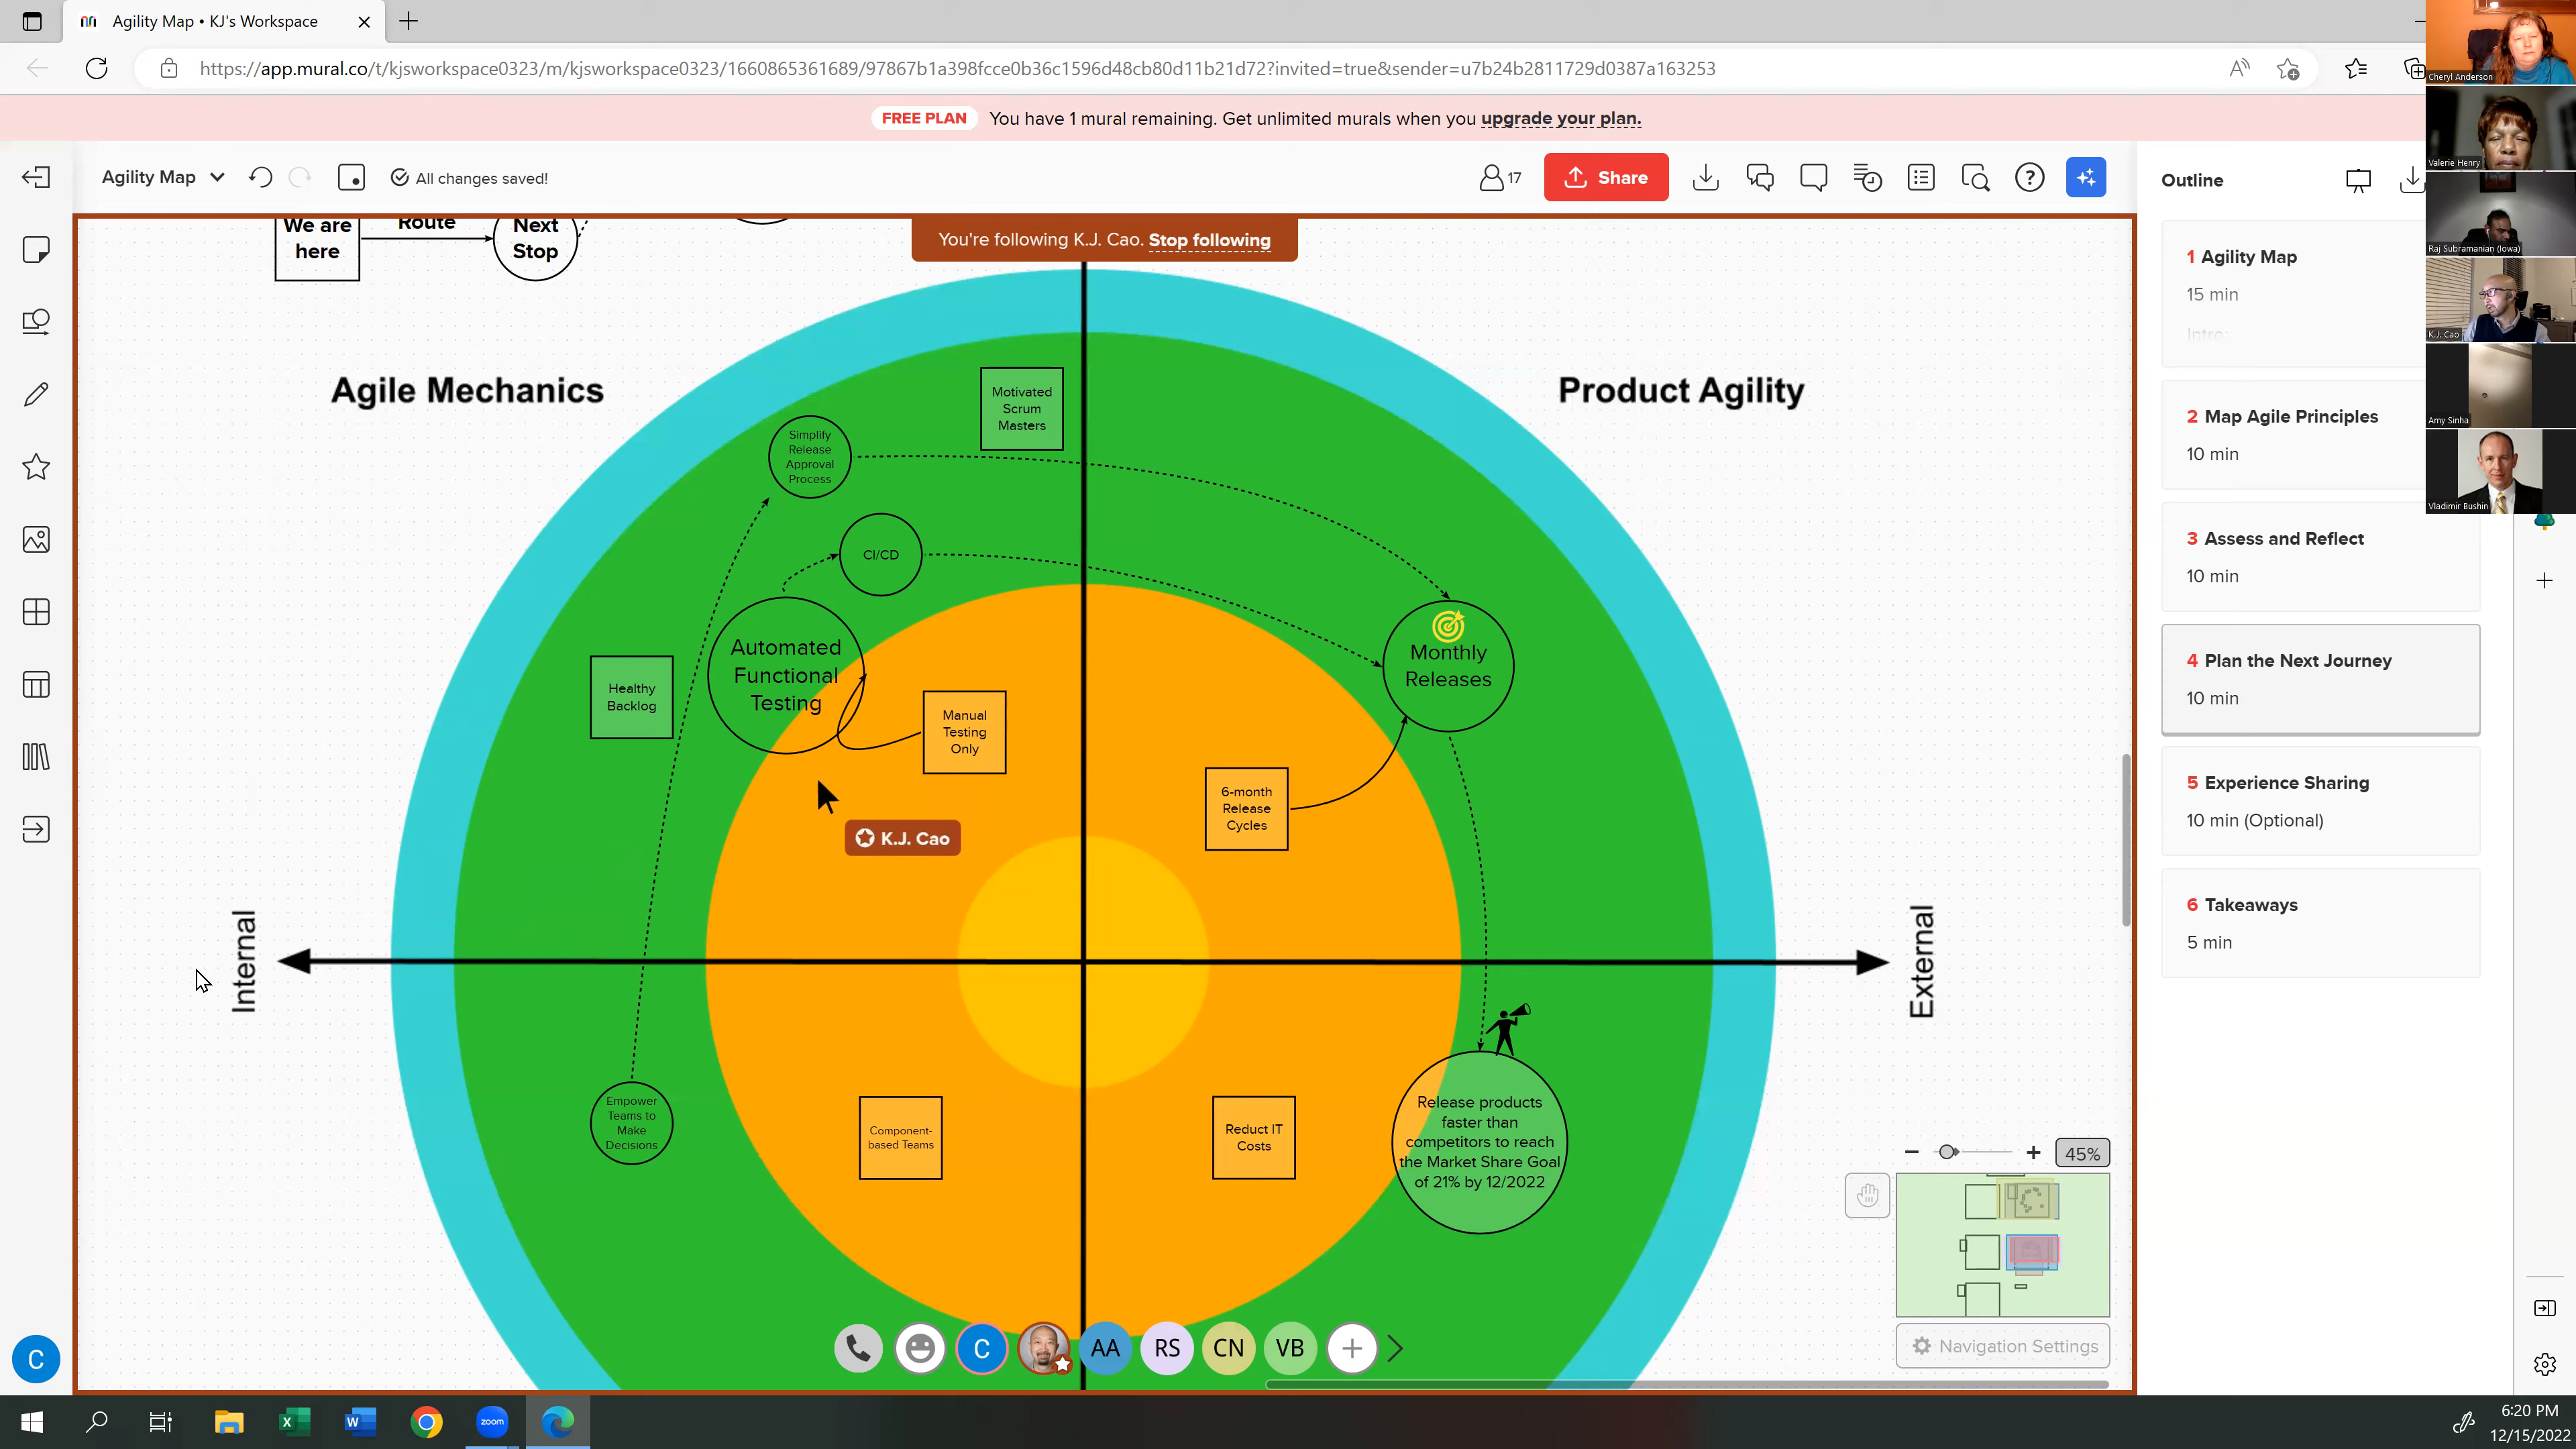 Agility Map • KJ's Workspace
https://app.mural.co/t/kjsworkspace0323/m/kjsworkspace0323/1660865361689/97867b1a398fcce0b36c1596d48cb80d11b21d72?invited=true&sender=u7b24b2811729d0387a163253
FREE PLAN You have 1 mural remaining. Get unlimited murals when you upgrade your plan.
Agility Map
All changes saved!
17
Share
Outline
You're following K.J. Cao. Stop following
We are
here
Route
Next
Stop
Agile Mechanics
Product Agility
Motivated
Scrum
Masters
Simplify
Release
Approval
Process
CI/CD
Automated
Functional
Testing
Healthy
Backlog
Manual
Testing
Only
Monthly
Releases
6-month
Release
Cycles
K.J. Cao
Internal
External
Empower
Teams to
Make
Decisions
Component-
based Teams
Reduct IT
Costs
Release products
faster than
competitors to reach
the Market Share Goal
of 21% by 12/2022
1 Agility Map
15 min
Intro:
2 Map Agile Principles
10 min
3 Assess and Reflect
10 min
4 Plan the Next Journey
10 min
5 Experience Sharing
10 min (Optional)
6 Takeaways
5 min
Cheryl Anderson
Valerie Henry
Raj Subramanian (Iowa)
K.J. Cao
Amy Sinha
Vladimir Bushin
45%
Navigation Settings
C
C
AA
RS
CN
VB
zoom
6:20 PM
12/15/2022